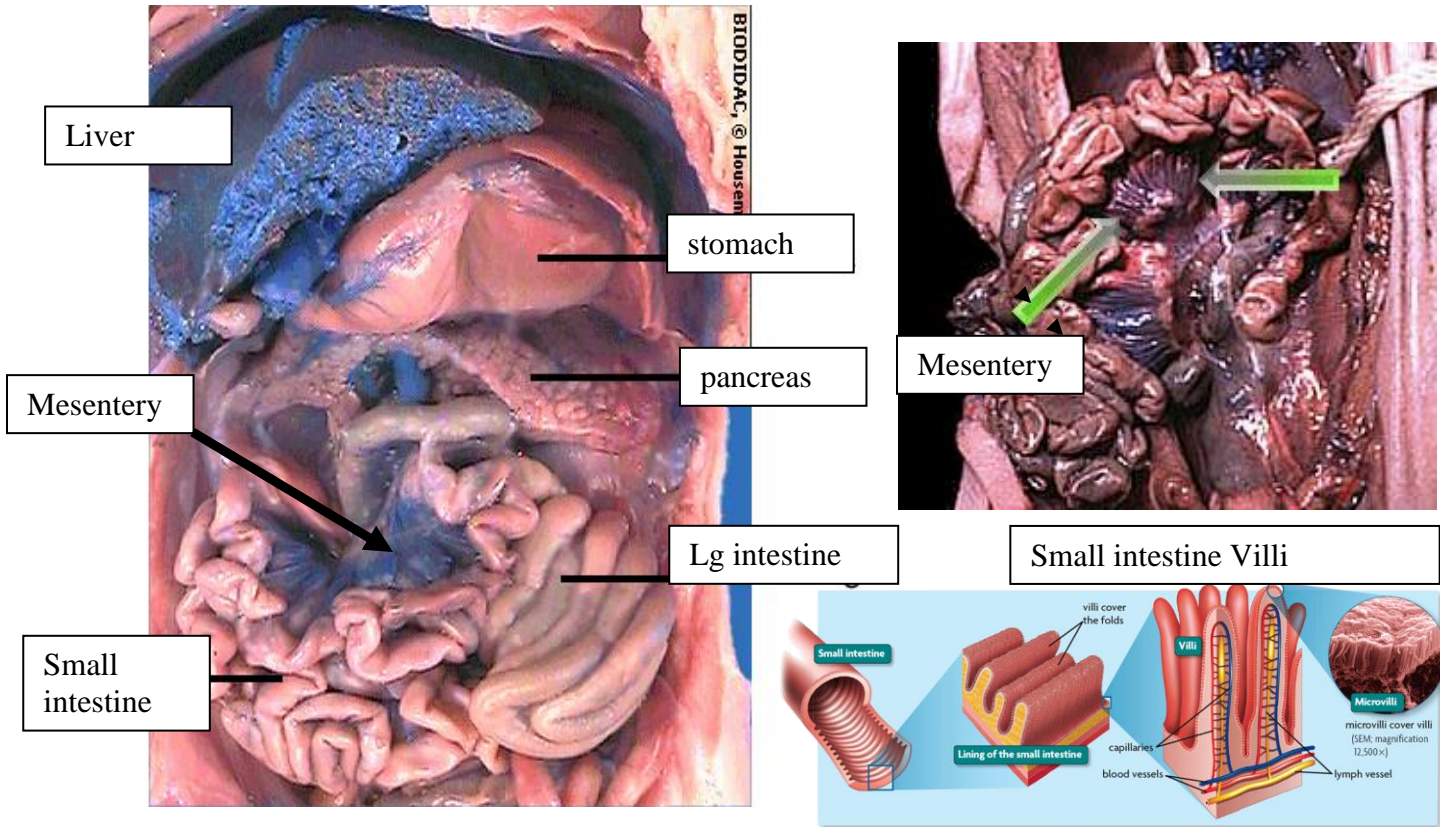 BIODIDAC, © Housem
Liver
stomach
pancreas
Mesentery
Lg intestine
Small
intestine
Mesentery
Small intestine Villi
Small intestine
villi cover
the folds
Lining of the small intestine
Villi
capillaries
blood vessels
lymph vessel
Microvilli
microvilli cover villi
(SEM; magnification
12,500×)